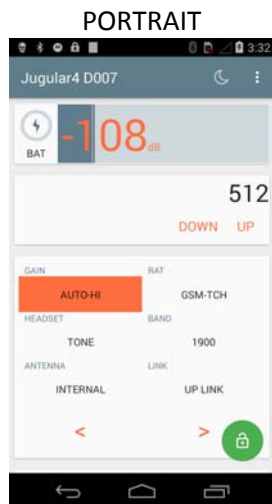 PORTRAIT
3:32
Jugular4 D007
BAT
-108 dB
512
DOWN UP
GAIN RAT
AUTO-HI GSM-TCH
HEADSET BAND
TONE 1900
ANTENNA LINK
INTERNAL UP LINK
< >